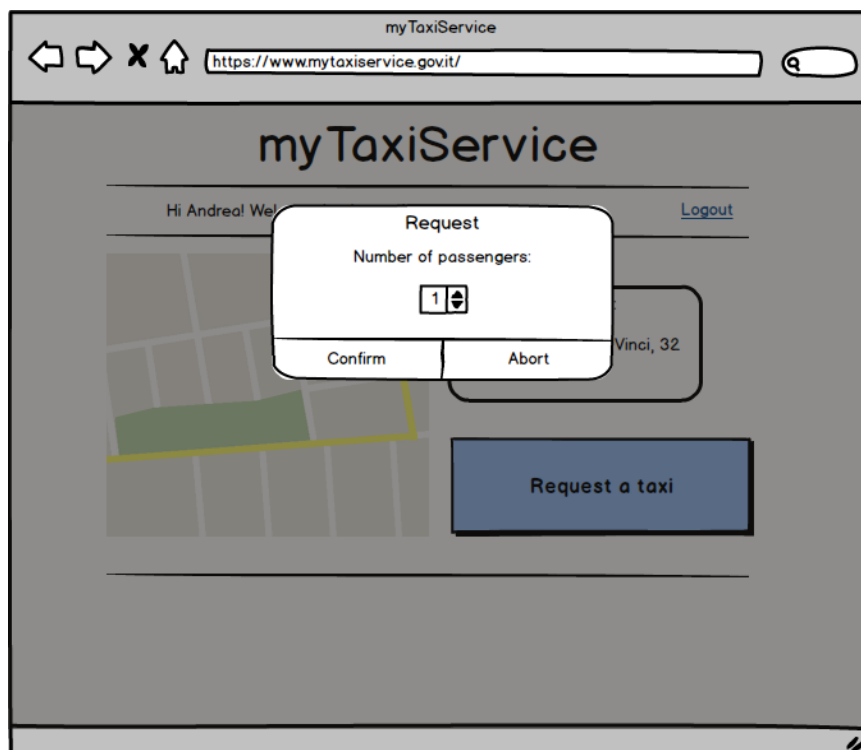 myTaxiService
https://www.mytaxiservice.gov.it/
myTaxiService
Hi Andrea!
Logout
Request
Number of passengers:
1
Vinci, 32
Confirm
Abort
Request a taxi